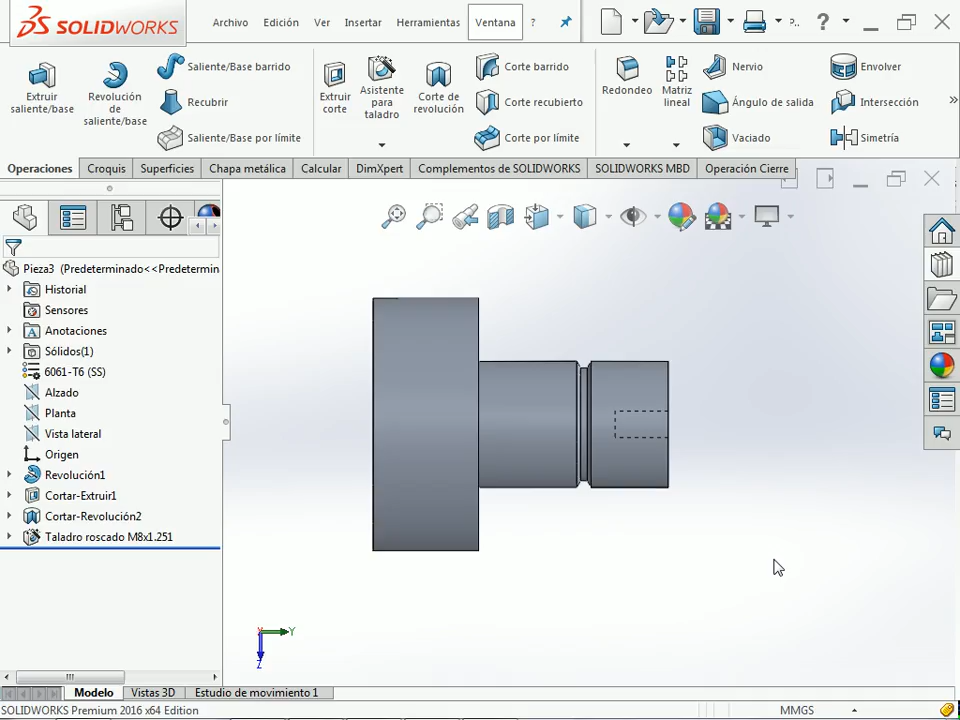 SOLIDWORKS
Archivo Edición Ver Insertar Herramientas Ventana ? P.. ?
Extruir saliente/base
Revolución de saliente/base
Saliente/Base barrido
Recubrir
Saliente/Base por límite
Extruir corte
Asistente para taladro
Corte de revolución
Corte barrido
Corte recubierto
Corte por límite
Redondeo
Matriz lineal
Nervio
Ángulo de salida
Vaciado
Envolver
Intersección
Simetría
»
Operaciones Croquis Superficies Chapa metálica Calcular DimXpert Complementos de SOLIDWORKS SOLIDWORKS MBD Operación Cierre
Pieza3 (Predeterminado<<Predetermin
Historial
Sensores
Anotaciones
Sólidos(1)
6061-T6 (SS)
Alzado
Planta
Vista lateral
Origen
Revolución1
Cortar-Extruir1
Cortar-Revolución2
Taladro roscado M8x1.251
X Y
Z
Modelo Vistas 3D Estudio de movimiento 1
SOLIDWORKS Premium 2016 x64 Edition MMGS